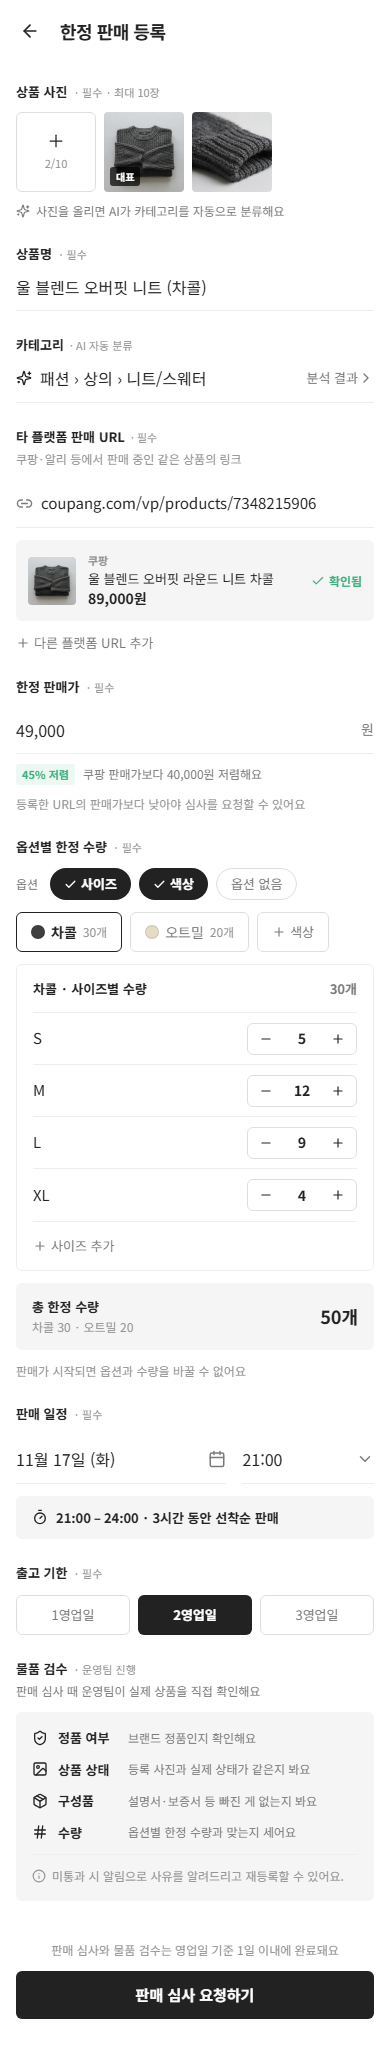 한정 판매 등록
상품 사진 · 필수 · 최대 10장
2/10
대표
사진을 올리면 AI가 카테고리를 자동으로 분류해요
상품명 · 필수
울 블렌드 오버핏 니트 (차콜)
카테고리 · AI 자동 분류
패션 › 상의 › 니트/스웨터 분석 결과
타 플랫폼 판매 URL · 필수
쿠팡·알리 등에서 판매 중인 같은 상품의 링크
coupang.com/vp/products/7348215906
쿠팡
울 블렌드 오버핏 라운드 니트 차콜
89,000원
확인됨
+ 다른 플랫폼 URL 추가
한정 판매가 · 필수
49,000 원
45% 저렴 쿠팡 판매가보다 40,000원 저렴해요
등록한 URL의 판매가보다 낮아야 심사를 요청할 수 있어요
옵션별 한정 수량 · 필수
옵션 사이즈 색상 옵션 없음
차콜 30개 오트밀 20개 + 색상
차콜 · 사이즈별 수량 30개
S − 5 +
M − 12 +
L − 9 +
XL − 4 +
+ 사이즈 추가
총 한정 수량
차콜 30 · 오트밀 20
50개
판매가 시작되면 옵션과 수량을 바꿀 수 없어요
판매 일정 · 필수
11월 17일 (화) 21:00
21:00 – 24:00 · 3시간 동안 선착순 판매
출고 기한 · 필수
1영업일 2영업일 3영업일
물품 검수 · 운영팀 진행
판매 심사 때 운영팀이 실제 상품을 직접 확인해요
정품 여부 브랜드 정품인지 확인해요
상품 상태 등록 사진과 실제 상태가 같은지 봐요
구성품 설명서·보증서 등 빠진 게 없는지 봐요
수량 옵션별 한정 수량과 맞는지 세어요
미통과 시 알림으로 사유를 알려드리고 재등록할 수 있어요.
판매 심사와 물품 검수는 영업일 기준 1일 이내에 완료돼요
판매 심사 요청하기